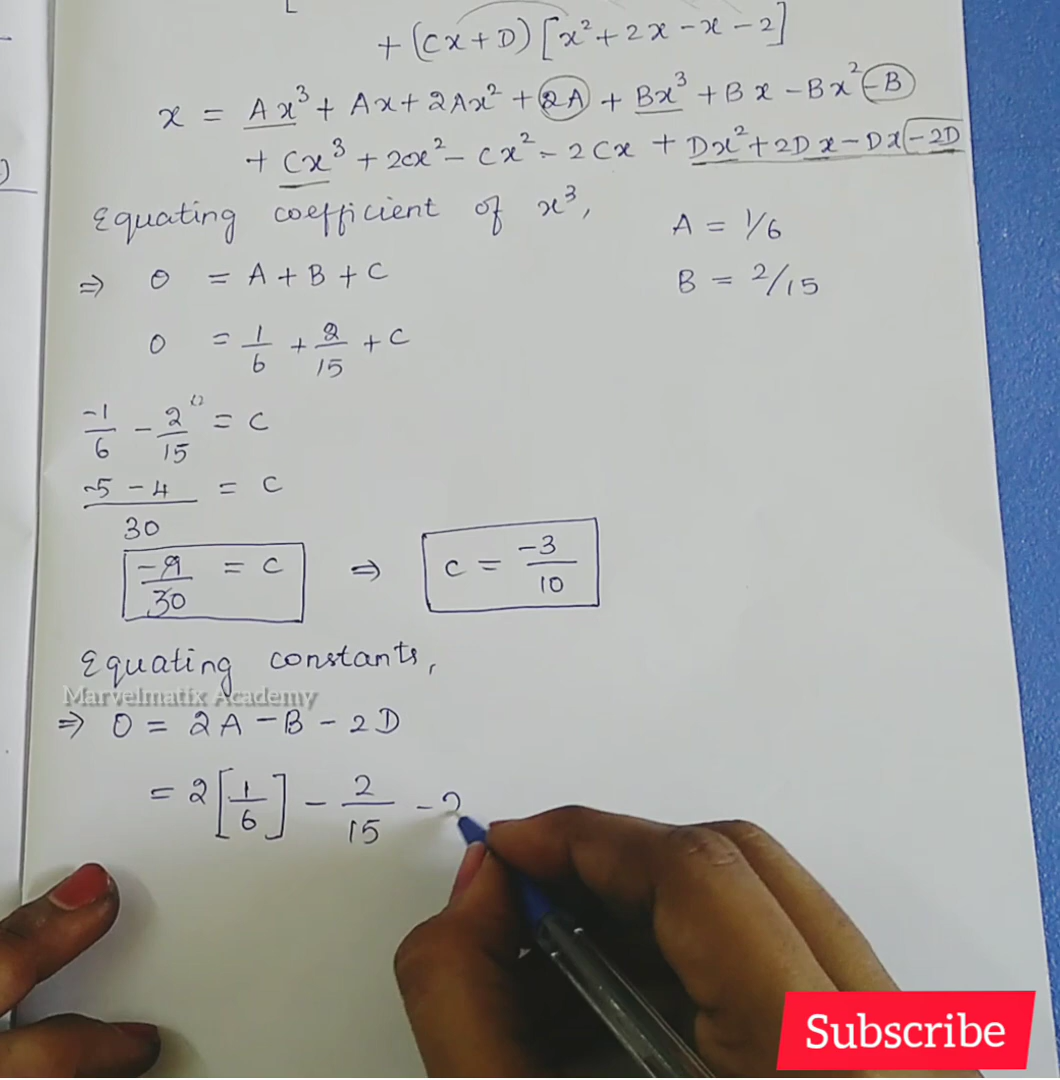 + (Cx+D) [x²+2x-x-2]
x = Ax³ + Ax + 2Ax² + 2A + Bx³ + Bx - Bx² - B
+ Cx³ + 2Cx² - Cx² - 2Cx + Dx² + 2Dx - Dx - 2D
Equating coefficient of x³,
A = 1/6
⇒ 0 = A + B + C
B = 2/15
0 = 1/6 + 2/15 + C
-1/6 - 2/15 = C
-5 - 4/30 = C
-9/30 = C ⇒ C = -3/10
Equating constants,
Marvelmatix Academy
⇒ 0 = 2A - B - 2D
= 2[1/6] - 2/15 - 2
Subscribe